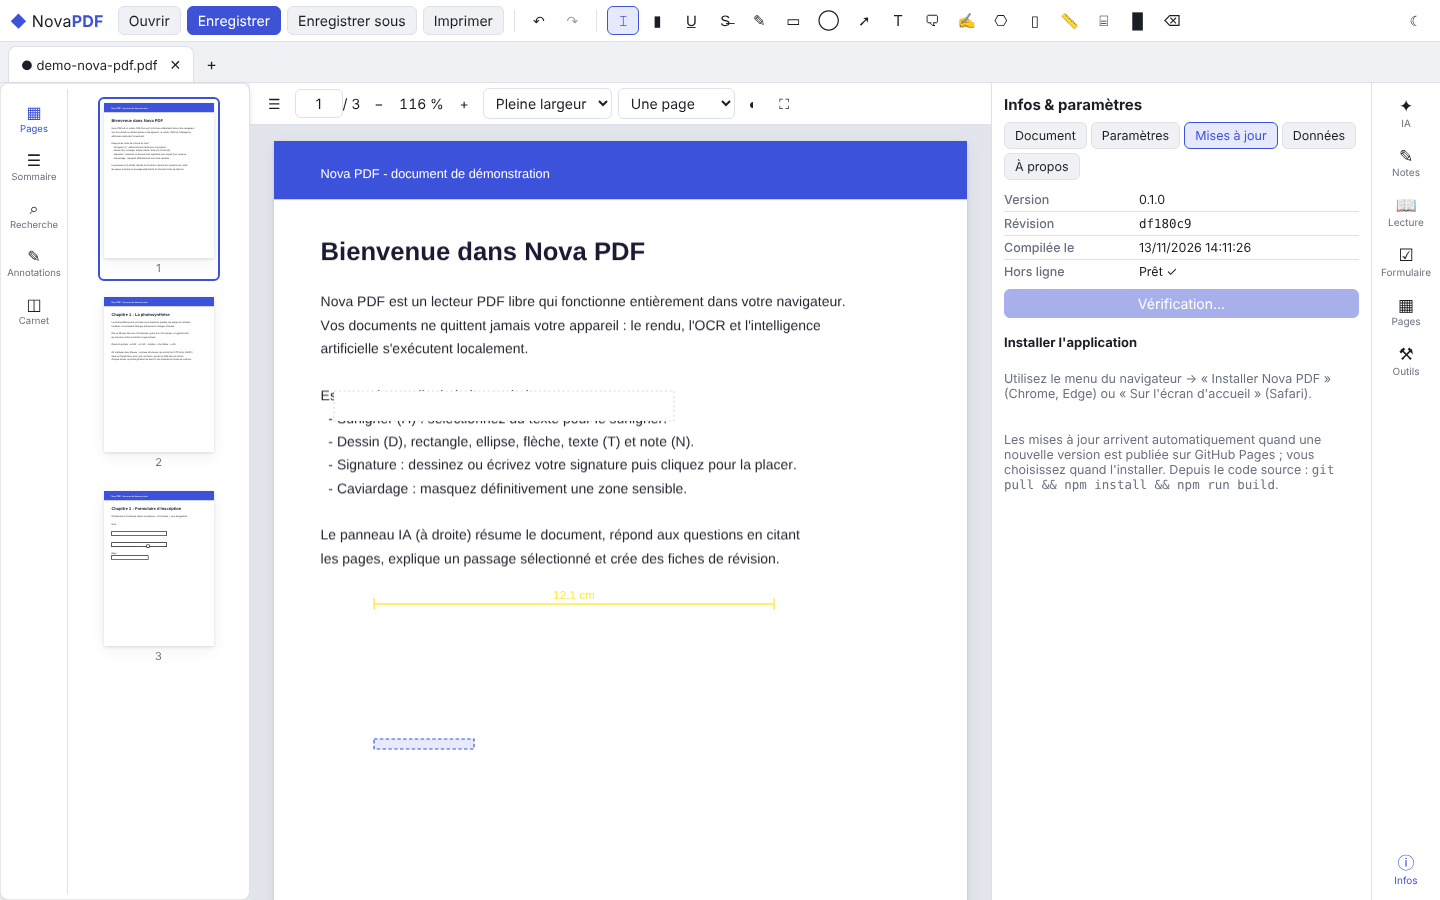 NovaPDF
Ouvrir
Enregistrer
Enregistrer sous
Imprimer
demo-nova-pdf.pdf
Pages
Sommaire
Recherche
Annotations
Carnet
1
2
3
1 / 3
116 %
Pleine largeur
Une page
Nova PDF - document de démonstration
Bienvenue dans Nova PDF
Nova PDF est un lecteur PDF libre qui fonctionne entièrement dans votre navigateur.
Vos documents ne quittent jamais votre appareil : le rendu, l'OCR et l'intelligence
artificielle s'exécutent localement.
- Surligner (H) : sélectionnez du texte pour le surligner.
- Dessin (D), rectangle, ellipse, flèche, texte (T) et note (N).
- Signature : dessinez ou écrivez votre signature puis cliquez pour la placer.
- Caviardage : masquez définitivement une zone sensible.
Le panneau IA (à droite) résume le document, répond aux questions en citant
les pages, explique un passage sélectionné et crée des fiches de révision.
12.1 cm
Infos & paramètres
Document
Paramètres
Mises à jour
Données
À propos
Version 0.1.0
Révision df180c9
Compilée le 13/11/2026 14:11:26
Hors ligne Prêt ✓
Vérification…
Installer l'application
Utilisez le menu du navigateur → « Installer Nova PDF »
(Chrome, Edge) ou « Sur l'écran d'accueil » (Safari).
Les mises à jour arrivent automatiquement quand une
nouvelle version est publiée sur GitHub Pages ; vous
choisissez quand l'installer. Depuis le code source : git
pull && npm install && npm run build.
IA
Notes
Lecture
Formulaire
Pages
Outils
Infos